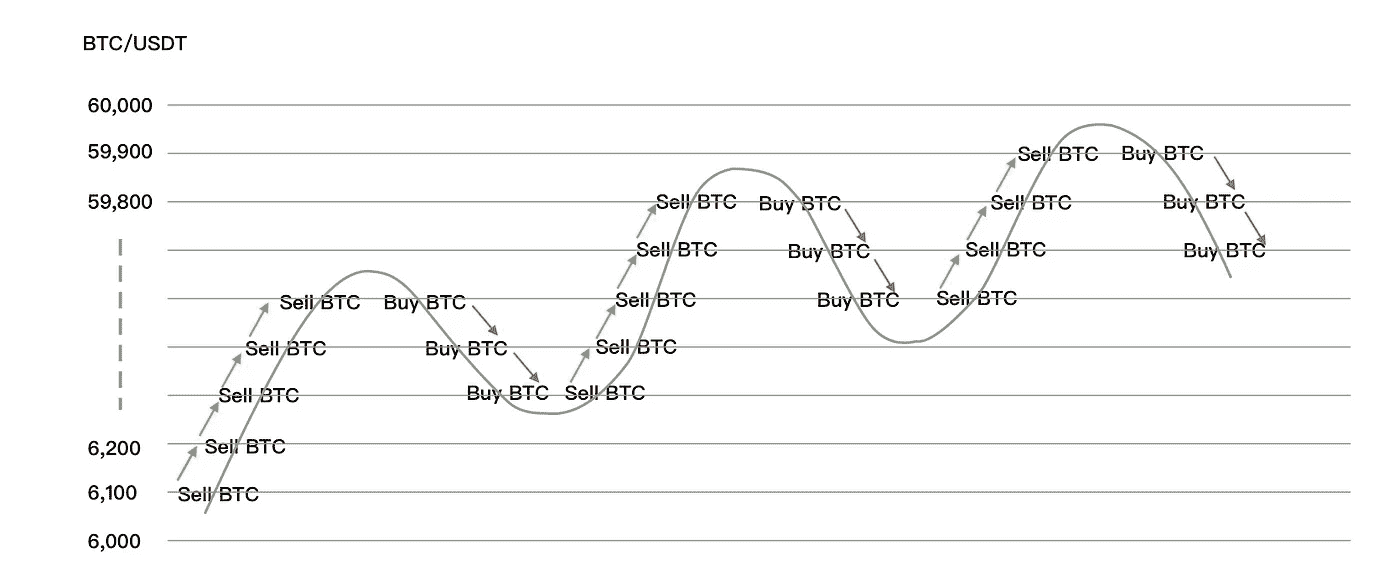 BTC/USDT
60,000
59,900 Sell BTC Buy BTC
59,800 Sell BTC Buy BTC Sell BTC Buy BTC
Sell BTC Buy BTC Sell BTC Buy BTC
Sell BTC Buy BTC Sell BTC Buy BTC Sell BTC
Sell BTC Buy BTC Sell BTC
Sell BTC Buy BTC Sell BTC
6,200 Sell BTC
6,100 Sell BTC
6,000